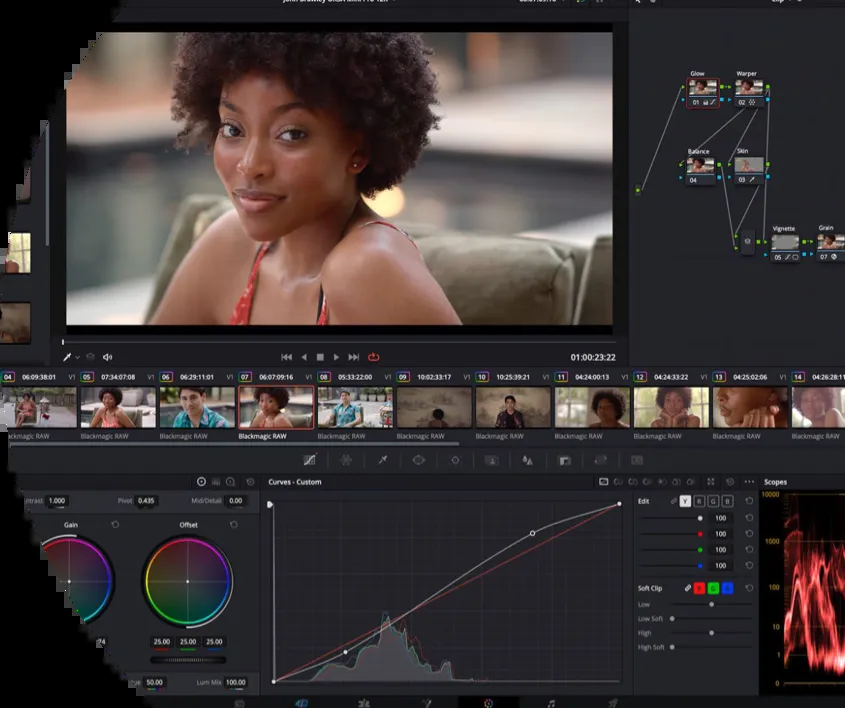 01:00:23:22
Glow
Warper
01
02
Balance
Skin
04
03
Vignette
Grain
05
07
04 06:09:38:01 V1
05 07:34:07:08 V1
06 06:29:11:01 V1
07 06:07:09:16 V1
08 05:33:22:00 V1
09 10:02:33:17 V1
10 10:25:39:21 V1
11 04:24:00:13 V1
12 04:24:33:22 V1
13 04:25:02:06 V1
14 04:26:28:11
Blackmagic RAW
Blackmagic RAW
Blackmagic RAW
Blackmagic RAW
Blackmagic RAW
Blackmagic RAW
Blackmagic RAW
Blackmagic RAW
Blackmagic RAW
Blackmagic RAW
Blackmagic RAW
1.000 Pivot 0.435 Mid/Detail 0.00
Gain
Offset
25.00 25.00 25.00
50.00 Lum Mix 100.00
Curves - Custom
Edit Y R G B
100
100
100
100
Soft Clip R G B
Low
Low Soft
High
High Soft
Scopes
10000
1000
100
10
1
0